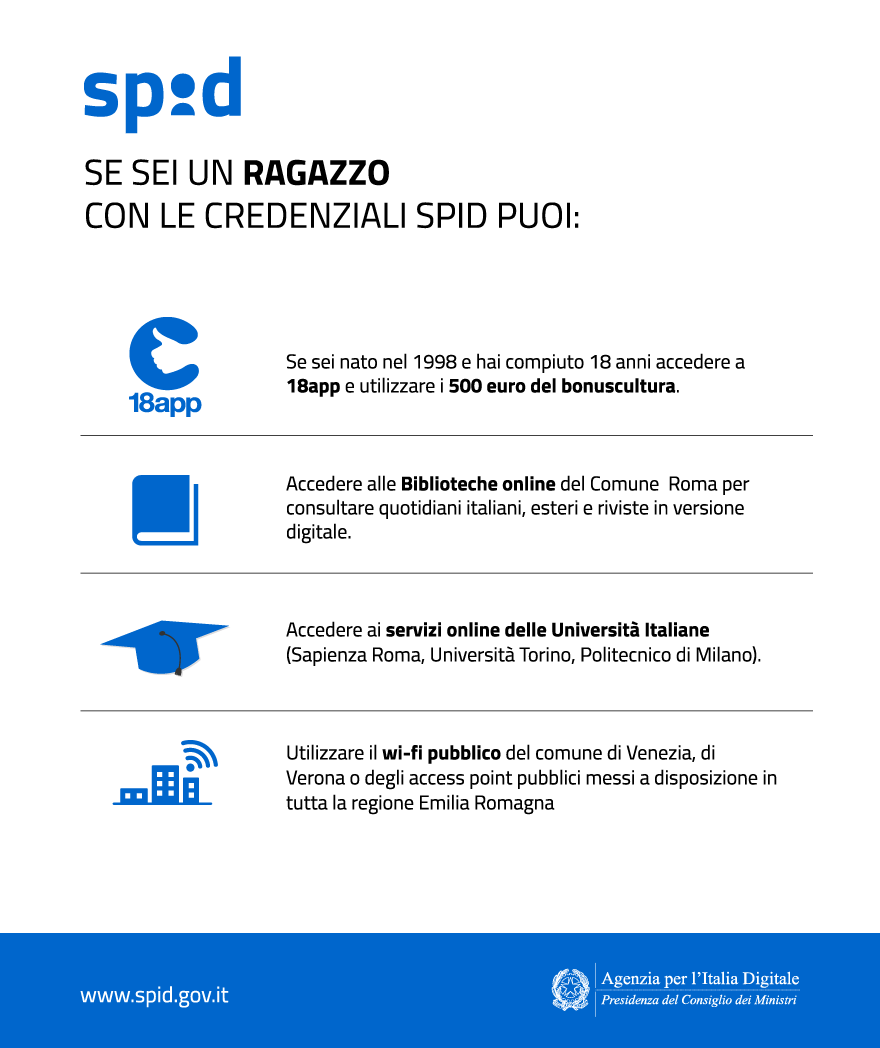 spid
SE SEI UN RAGAZZO
CON LE CREDENZIALI SPID PUOI:
18app
Se sei nato nel 1998 e hai compiuto 18 anni accedere a
18app e utilizzare i 500 euro del bonuscultura.
Accedere alle Biblioteche online del Comune  Roma per
consultare quotidiani italiani, esteri e riviste in versione
digitale.
Accedere ai servizi online delle Università Italiane
(Sapienza Roma, Università Torino, Politecnico di Milano).
Utilizzare il wi-fi pubblico del comune di Venezia, di
Verona o degli access point pubblici messi a disposizione in
tutta la regione Emilia Romagna
www.spid.gov.it
Agenzia per l'Italia Digitale
Presidenza del Consiglio dei Ministri